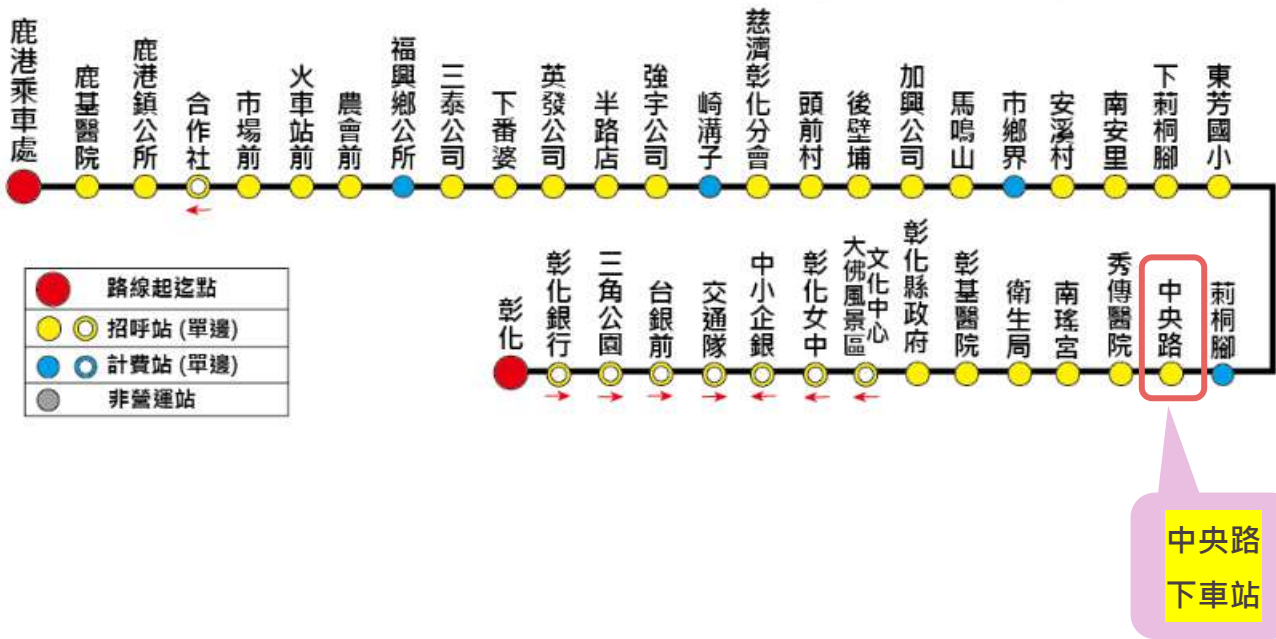 鹿港乘車處
鹿基醫院
鹿港鎮公所
合作社
市場前
火車站前
農會前
福興鄉公所
三泰公司
下番婆
英發公司
半路店
強宇公司
崎溝子
慈濟彰化分會
頭前村
後壁埔
加興公司
馬鳴山
市鄉界
安溪村
南安里
下莿桐腳
東芳國小
彰化
彰化銀行
三角公園
台銀前
交通隊
中小企銀
彰化女中
大佛風景區
文化中心
彰化縣政府
彰基醫院
衛生局
南瑤宮
秀傳醫院
中央路
莿桐腳
路線起迄點
招呼站 (單邊)
計費站 (單邊)
非營運站
中央路
下車站